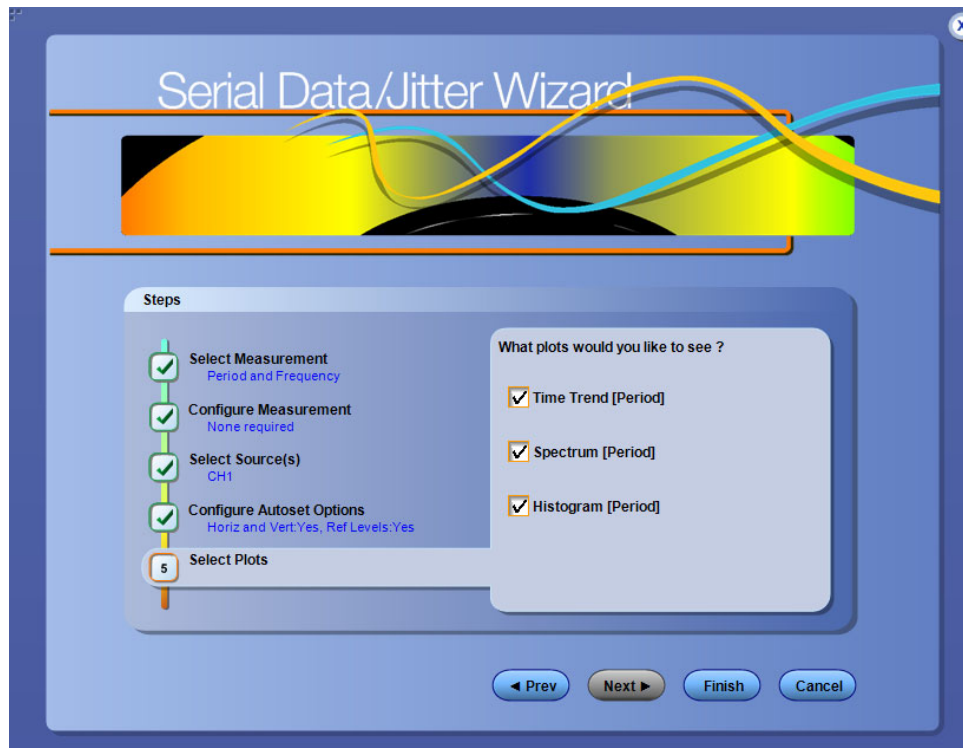 Serial Data/Jitter Wizard
Steps
Select Measurement
Period and Frequency
Configure Measurement
None required
Select Source(s)
CH1
Configure Autoset Options
Horiz and Vert:Yes, Ref Levels:Yes
5
Select Plots
What plots would you like to see ?
Time Trend [Period]
Spectrum [Period]
Histogram [Period]
◄ Prev
Next ►
Finish
Cancel